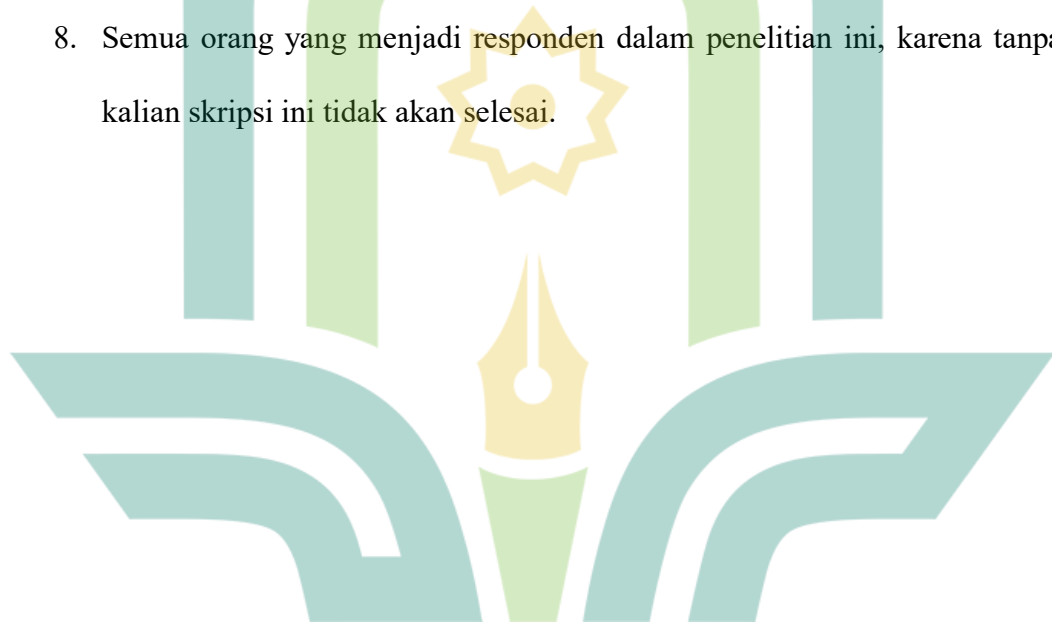 8. Semua orang yang menjadi responden dalam penelitian ini, karena tanpa
kalian skripsi ini tidak akan selesai.